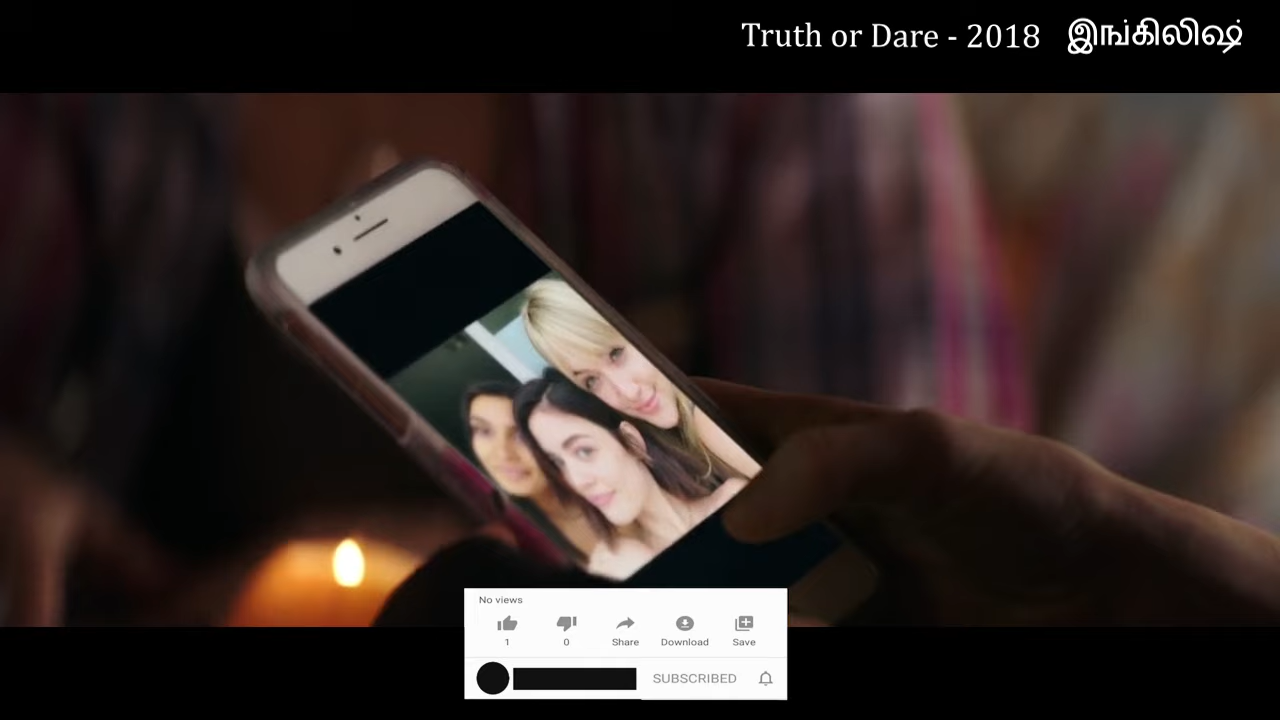 Truth or Dare - 2018 இங்கிலிஷ்
No views
1 0 Share Download Save
SUBSCRIBED